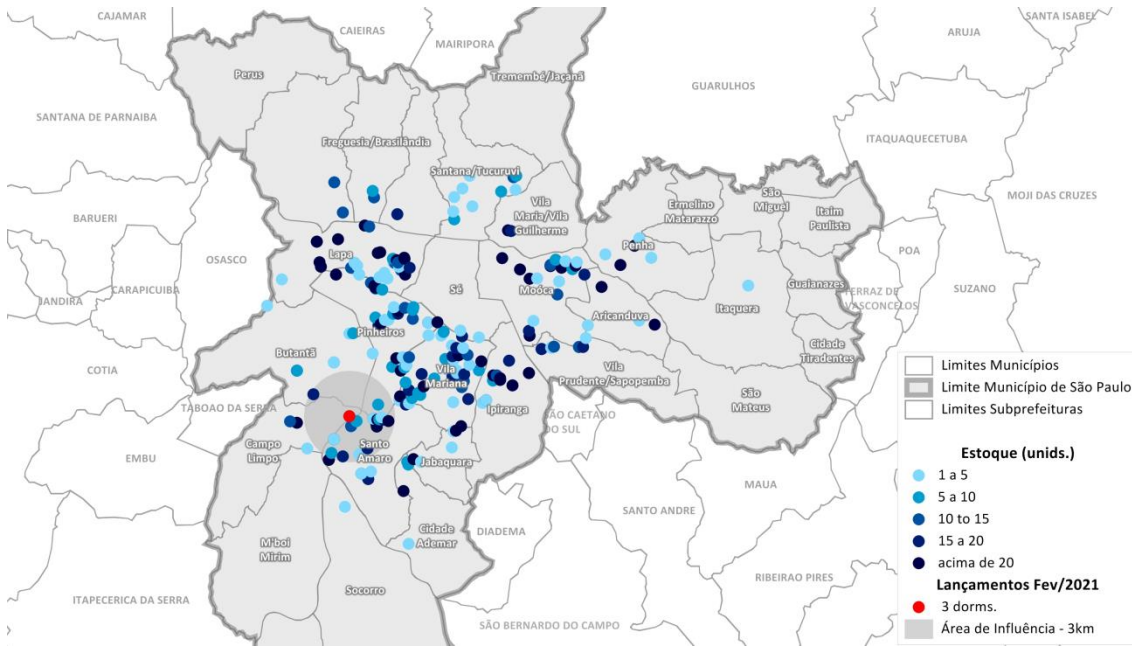 CAJAMAR
CAIEIRAS
MAIRIPORA
SANTA ISABEL
ARUJA
Perus
Tremembé/Jaçanã
GUARULHOS
SANTANA DE PARNAIBA
Freguesia/Brasilândia
ITAQUAQUECETUBA
Santana/Tucuruvi
MOJI DAS CRUZES
Vila
Maria/Vila
Guilherme
Ermelino
Matarazzo
São
Miguel
Itaim
Paulista
BARUERI
OSASCO
Lapa
Penha
POA
Sé
Moóca
JANDIRA
CARAPICUIBA
Itaquera
Guaianazes
FERRAZ DE
VASCONCELOS
SUZANO
Pinheiros
Aricanduva
Cidade
Tiradentes
Butantã
Vila
Mariana
Vila
Prudente/Sapopemba
COTIA
São
Mateus
TABOAO DA SERRA
Ipiranga
SÃO CAETANO
DO SUL
EMBU
Campo
Limpo
Santo
Amaro
Jabaquara
MAUA
SANTO ANDRE
DIADEMA
Cidade
Ademar
M'boi
Mirim
Socorro
RIBEIRAO PIRES
ITAPECERICA DA SERRA
SÃO BERNARDO DO CAMPO
Limites Municípios
Limite Município de São Paulo
Limites Subprefeituras
Estoque (unids.)
1 a 5
5 a 10
10 to 15
15 a 20
acima de 20
Lançamentos Fev/2021
3 dorms.
Área de Influência - 3km